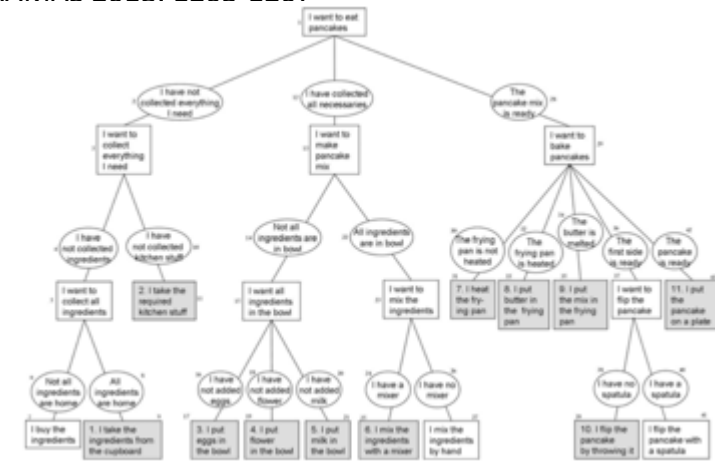 I want to eat
pancakes
I have not
collected everything
I need
I have collected
all necessaries
The
pancake mix
is ready
I want to
collect
everything
I need
I want to
make
pancake
mix
I want to
bake
pancakes
I have
not collected
ingredients
I have
not collected
kitchen stuff
Not all
ingredients are
in bowl
All ingredients
are in bowl
The frying
pan is not
heated
The
frying pan
is heated
The
butter is
melted
The
first side
is ready
The
pancake
is ready
I want to
collect all
ingredients
2. I take the
required
kitchen stuff
I want all
ingredients
in the bowl
I want to
mix the
ingredients
7. I heat
the fry-
ing pan
8. I put
butter in
the frying
pan
9. I put
the mix in
the frying
pan
I want to
flip the
pancake
11. I put
the
pancake
on a plate
Not all
ingredients
are home
All
ingredients
are home
I have
not added
eggs
I have
not added
flower
I have
not added
milk
I have a
mixer
I have no
mixer
I have no
spatula
I have a
spatula
I buy the
ingredients
1. I take the
ingredients from
the cupboard
3. I put
eggs in
the bowl
4. I put
flower
in the bowl
5. I put
milk in
the bowl
6. I mix the
ingredients
with a mixer
I mix the
ingredients
by hand
10. I flip the
pancake
by throwing it
I flip the
pancake with
a spatula